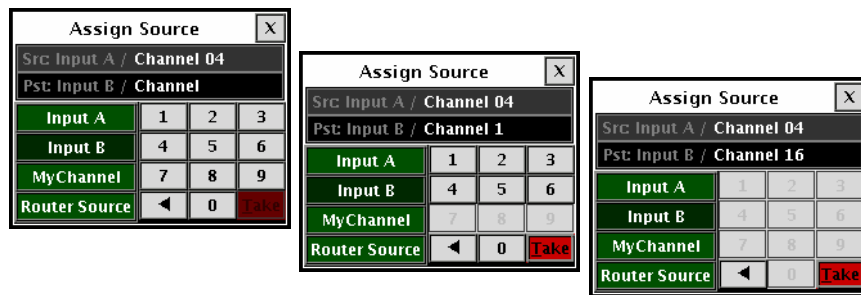 Assign Source X
Src: Input A / Channel 04
Pst: Input B / Channel
Input A 1 2 3
Input B 4 5 6
MyChannel 7 8 9
Router Source ◀ 0 Take
Assign Source X
Src: Input A / Channel 04
Pst: Input B / Channel 1
Input A 1 2 3
Input B 4 5 6
MyChannel 7 8 9
Router Source ◀ 0 Take
Assign Source X
Src: Input A / Channel 04
Pst: Input B / Channel 16
Input A 1 2 3
Input B 4 5 6
MyChannel 7 8 9
Router Source ◀ 0 Take